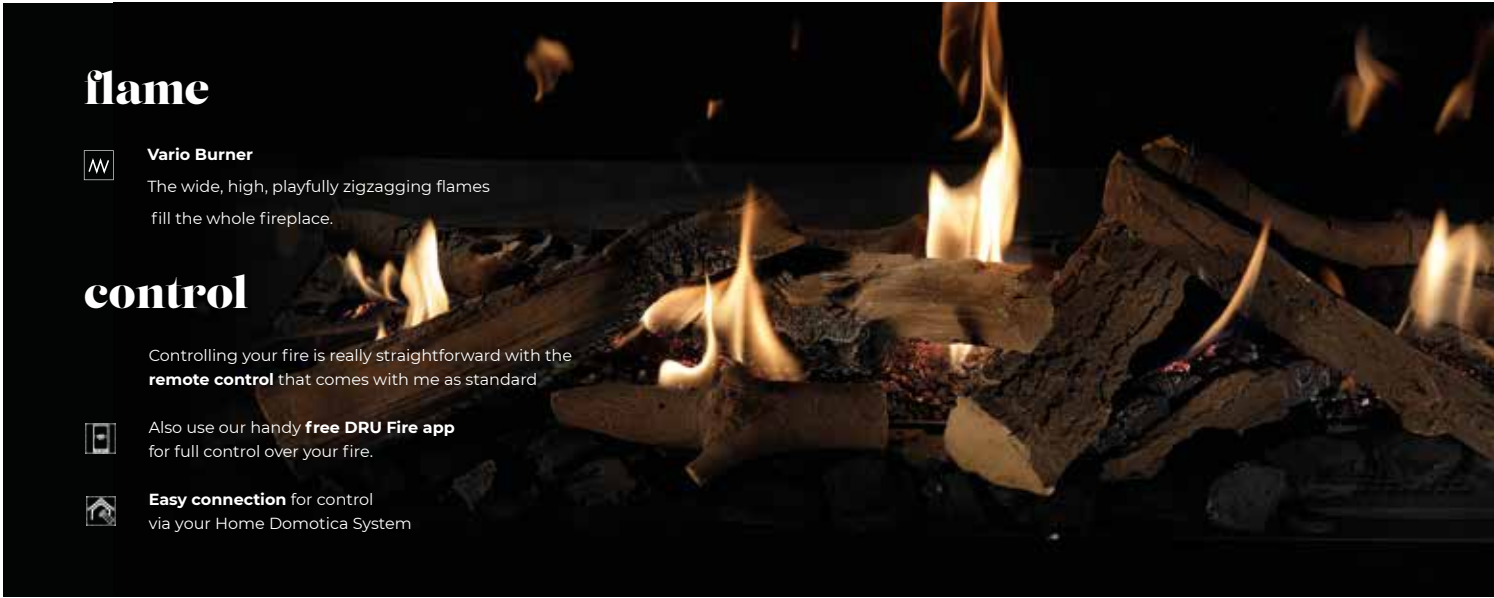 flame
Vario Burner
The wide, high, playfully zigzagging flames
fill the whole fireplace.
control
Controlling your fire is really straightforward with the
remote control that comes with me as standard
Also use our handy free DRU Fire app
for full control over your fire.
Easy connection for control
via your Home Domotica System